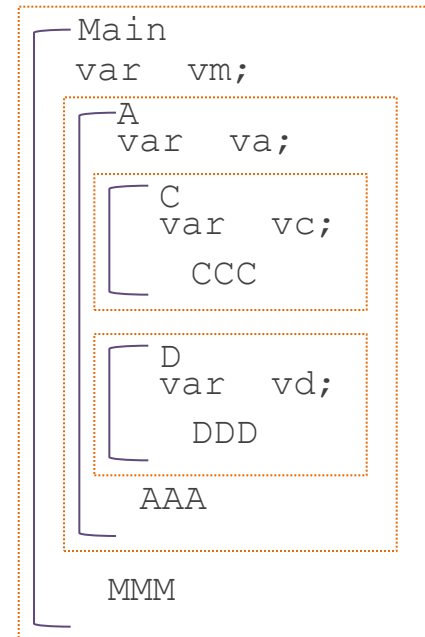 Main
var vm;
A
var va;
C
var vc;
CCC
D
var vd;
DDD
AAA
MMM